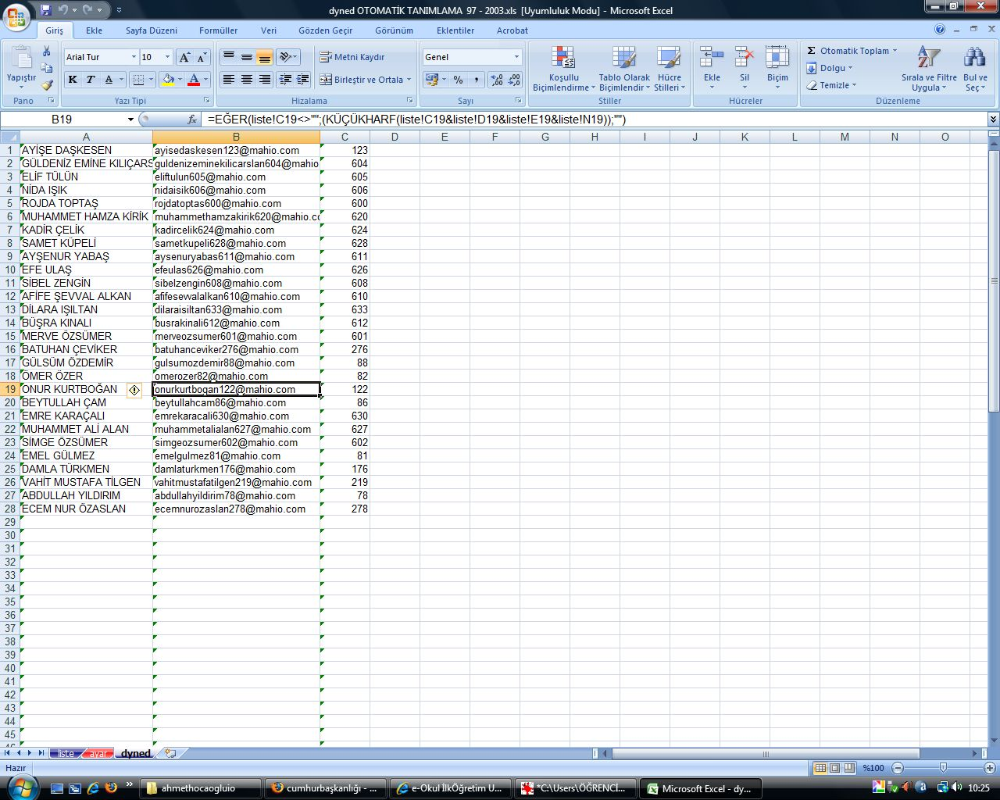 dyned OTOMATİK TANIMLAMA 97 - 2003.xls [Uyumluluk Modu] - Microsoft Excel
Giriş Ekle Sayfa Düzeni Formüller Veri Gözden Geçir Görünüm Eklentiler Acrobat
Arial Tur 10 Metni Kaydır Genel Otomatik Toplam
Yapıştır Birleştir ve Ortala Koşullu Biçimlendirme Tablo Olarak Biçimlendir Hücre Stilleri Ekle Sil Biçim Dolgu Temizle Sırala ve Filtre Uygula Bul ve Seç
Pano Yazı Tipi Hizalama Sayı Stiller Hücreler Düzenleme
B19 fx =EĞER(liste!C19<>"";(KÜÇÜKHARF(liste!C19&liste!D19&liste!E19&liste!N19));"")
A B C D E F G H I J K L M N O
1 AYİŞE DAŞKESEN ayisedaskesen123@mahio.com 123
2 GÜLDENİZ EMİNE KILIÇARS guldenizeminekilicarslan604@mahio 604
3 ELİF TÜLÜN eliftulun605@mahio.com 605
4 NİDA IŞIK nidaisik606@mahio.com 606
5 ROJDA TOPTAŞ rojdatoptas600@mahio.com 600
6 MUHAMMET HAMZA KİRİK muhammethamzakirik620@mahio.co 620
7 KADİR ÇELİK kadircelik624@mahio.com 624
8 SAMET KÜPELİ sametkupeli628@mahio.com 628
9 AYŞENUR YABAŞ aysenuryabas611@mahio.com 611
10 EFE ULAŞ efeulas626@mahio.com 626
11 SİBEL ZENGİN sibelzengin608@mahio.com 608
12 AFİFE ŞEVVAL ALKAN afifesevvalalkan610@mahio.com 610
13 DİLARA IŞILTAN dilaraisiltan633@mahio.com 633
14 BÜŞRA KINALI busrakinali612@mahio.com 612
15 MERVE ÖZSÜMER merveozsumer601@mahio.com 601
16 BATUHAN ÇEVİKER batuhanceviker276@mahio.com 276
17 GÜLSÜM ÖZDEMİR gulsumozdemir88@mahio.com 88
18 ÖMER ÖZER omerozer82@mahio.com 82
19 ONUR KURTBOĞAN onurkurtbogan122@mahio.com 122
20 BEYTULLAH ÇAM beytullahcam86@mahio.com 86
21 EMRE KARAÇALI emrekaracali630@mahio.com 630
22 MUHAMMET ALİ ALAN muhammetalialan627@mahio.com 627
23 SİMGE ÖZSÜMER simgeozsumer602@mahio.com 602
24 EMEL GÜLMEZ emelgulmez81@mahio.com 81
25 DAMLA TÜRKMEN damlaturkmen176@mahio.com 176
26 VAHİT MUSTAFA TİLGEN vahitmustafatilgen219@mahio.com 219
27 ABDULLAH YILDIRIM abdullahyildirim78@mahio.com 78
28 ECEM NUR ÖZASLAN ecemnurozaslan278@mahio.com 278
29
30
31
32
33
34
35
36
37
38
39
40
41
42
43
44
45
liste ayar dyned
Hazır %100
ahmethocaogluio cumhurbaşkanlığı - ... e-Okul İlkÖğretim U... *C:\Users\ÖĞRENCİ... Microsoft Excel - dy... 10:25